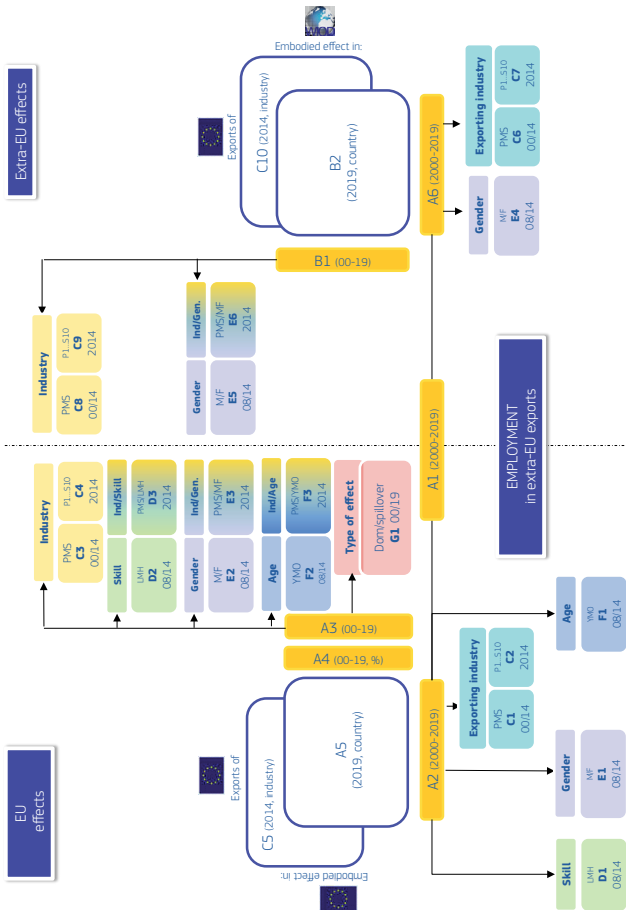 EU
effects
Extra-EU effects
Embodied effect in:
Exports of
C5 (2014, industry)
A5
(2019, country)
A4 (00-19, %)
A3 (00-19)
Industry
PMS
C3
00/14
P1..S10
C4
2014
Skill
LMH
D2
08/14
Ind/Skill
PMS/LMH
D3
2014
Gender
M/F
E2
08/14
Ind/Gen.
PMS/MF
E3
2014
Age
YMO
F2
08/14
Ind/Age
PMS/YMO
F3
2014
Type of effect
Dom/spillover
G1 00/19
Industry
PMS
C8
00/14
P1..S10
C9
2014
Gender
M/F
E5
08/14
Ind/Gen.
PMS/MF
E6
2014
B1 (00-19)
Exports of
Embodied effect in:
WIOD
C10 (2014, industry)
B2
(2019, country)
A2 (2000-2019)
A1 (2000-2019)
A6 (2000-2019)
Skill
LMH
D1
08/14
Gender
MF
E1
08/14
Exporting industry
PMS
C1
00/14
P1..S10
C2
2014
Age
YMO
F1
08/14
EMPLOYMENT
in extra-EU exports
Gender
M/F
E4
08/14
Exporting industry
PMS
C6
00/14
P1..S10
C7
2014